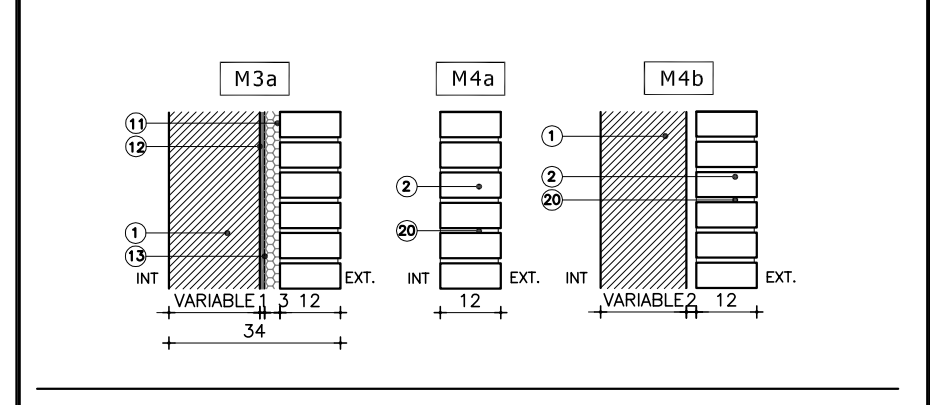 M3a
M4a
M4b
11
12
1
13
INT
EXT.
VARIABLE 1 3 12
34
2
20
INT
EXT.
12
1
2
20
INT
EXT.
VARIABLE 2 12